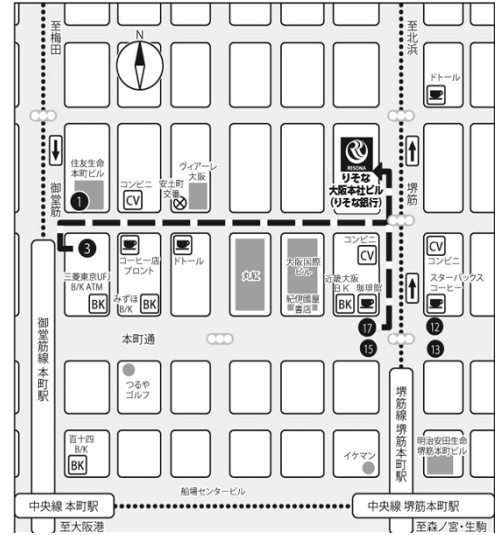 至梅田
至北浜
N
ドトール
住友生命
本町ビル
1
コンビニ
CV
安土町
交番
ヴィアーレ
大阪
RESONA
りそな
大阪本社ビル
(りそな銀行)
御堂筋
堺筋
3
三菱東京UFJ
B/K ATM
BK
コーヒー店
プロント
みずほ
B/K
BK
ドトール
丸紅
大阪国際
ビル
紀伊國屋
書店
コンビニ
CV
近畿大阪
BK
BK
珈琲館
CV
コンビニ
スターバックス
コーヒー
17
15
12
13
本町通
御堂筋線 本町駅
堺筋線 堺筋本町駅
つるや
ゴルフ
百十四
B/K
BK
イケマン
明治安田生命
堺筋本町ビル
船場センタービル
中央線 本町駅
中央線 堺筋本町駅
至大阪港
至森ノ宮・生駒